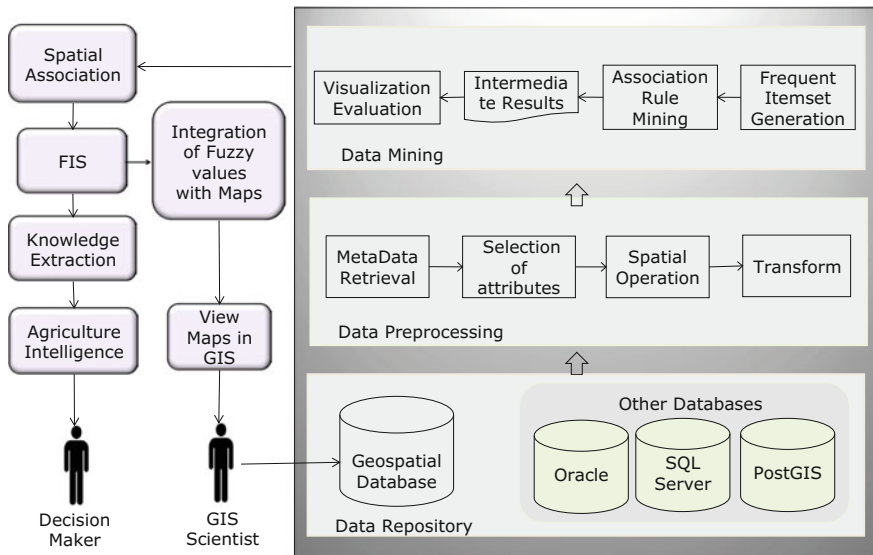 Spatial
Association
FIS
Integration
of Fuzzy
values
with Maps
Knowledge
Extraction
Agriculture
Intelligence
View
Maps in
GIS
Decision
Maker
GIS
Scientist
Visualization
Evaluation
Intermedia
te Results
Association
Rule
Mining
Frequent
Itemset
Generation
Data Mining
MetaData
Retrieval
Selection
of
attributes
Spatial
Operation
Transform
Data Preprocessing
Geospatial
Database
Other Databases
Oracle
SQL
Server
PostGIS
Data Repository